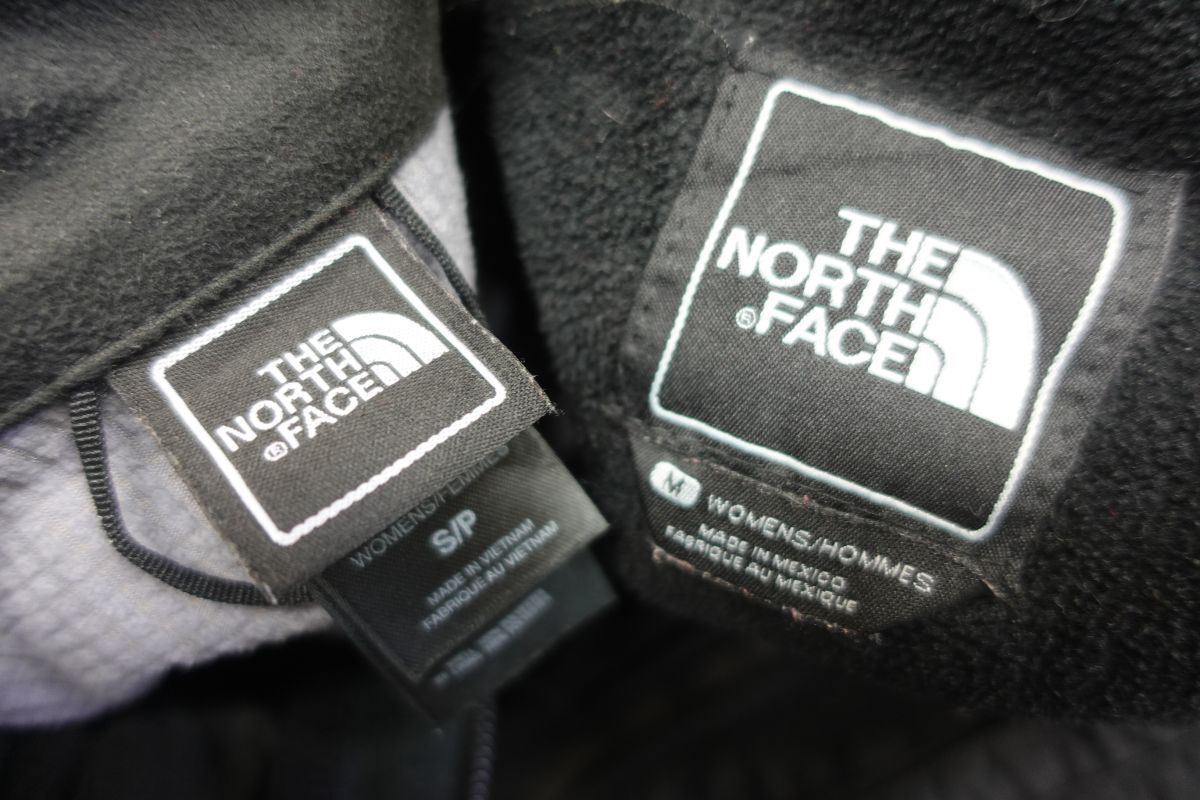 THE
NORTH
® FACE
WOMENS/FEMMES
S/P
MADE IN VIETNAM
FABRIQUE AU VIETNAM
THE
NORTH
® FACE
M WOMENS/HOMMES
MADE IN MEXICO
FABRIQUE AU MEXIQUE